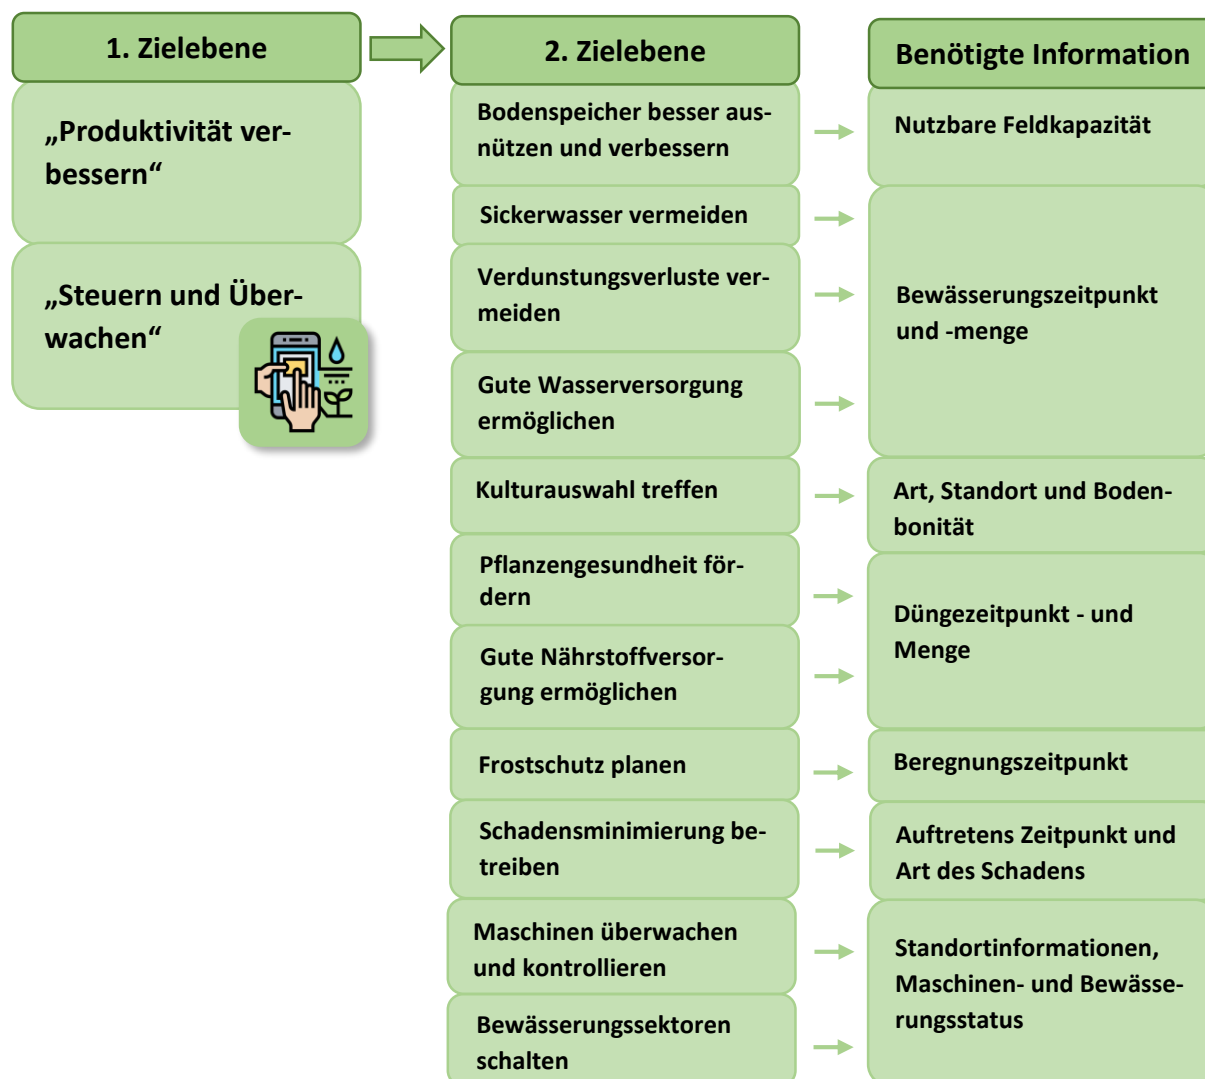 1. Zielebene
„Produktivität ver-
bessern“
„Steuern und Über-
wachen“
2. Zielebene
Benötigte Information
Bodenspeicher besser aus-
nützen und verbessern
Nutzbare Feldkapazität
Sickerwasser vermeiden
Verdunstungsverluste ver-
meiden
Gute Wasserversorgung
ermöglichen
Bewässerungszeitpunkt
und -menge
Kulturauswahl treffen
Art, Standort und Boden-
bonität
Pflanzengesundheit för-
dern
Gute Nährstoffversor-
gung ermöglichen
Düngezeitpunkt - und
Menge
Frostschutz planen
Beregnungszeitpunkt
Schadensminimierung be-
treiben
Auftretens Zeitpunkt und
Art des Schadens
Maschinen überwachen
und kontrollieren
Bewässerungssektoren
schalten
Standortinformationen,
Maschinen- und Bewässe-
rungsstatus